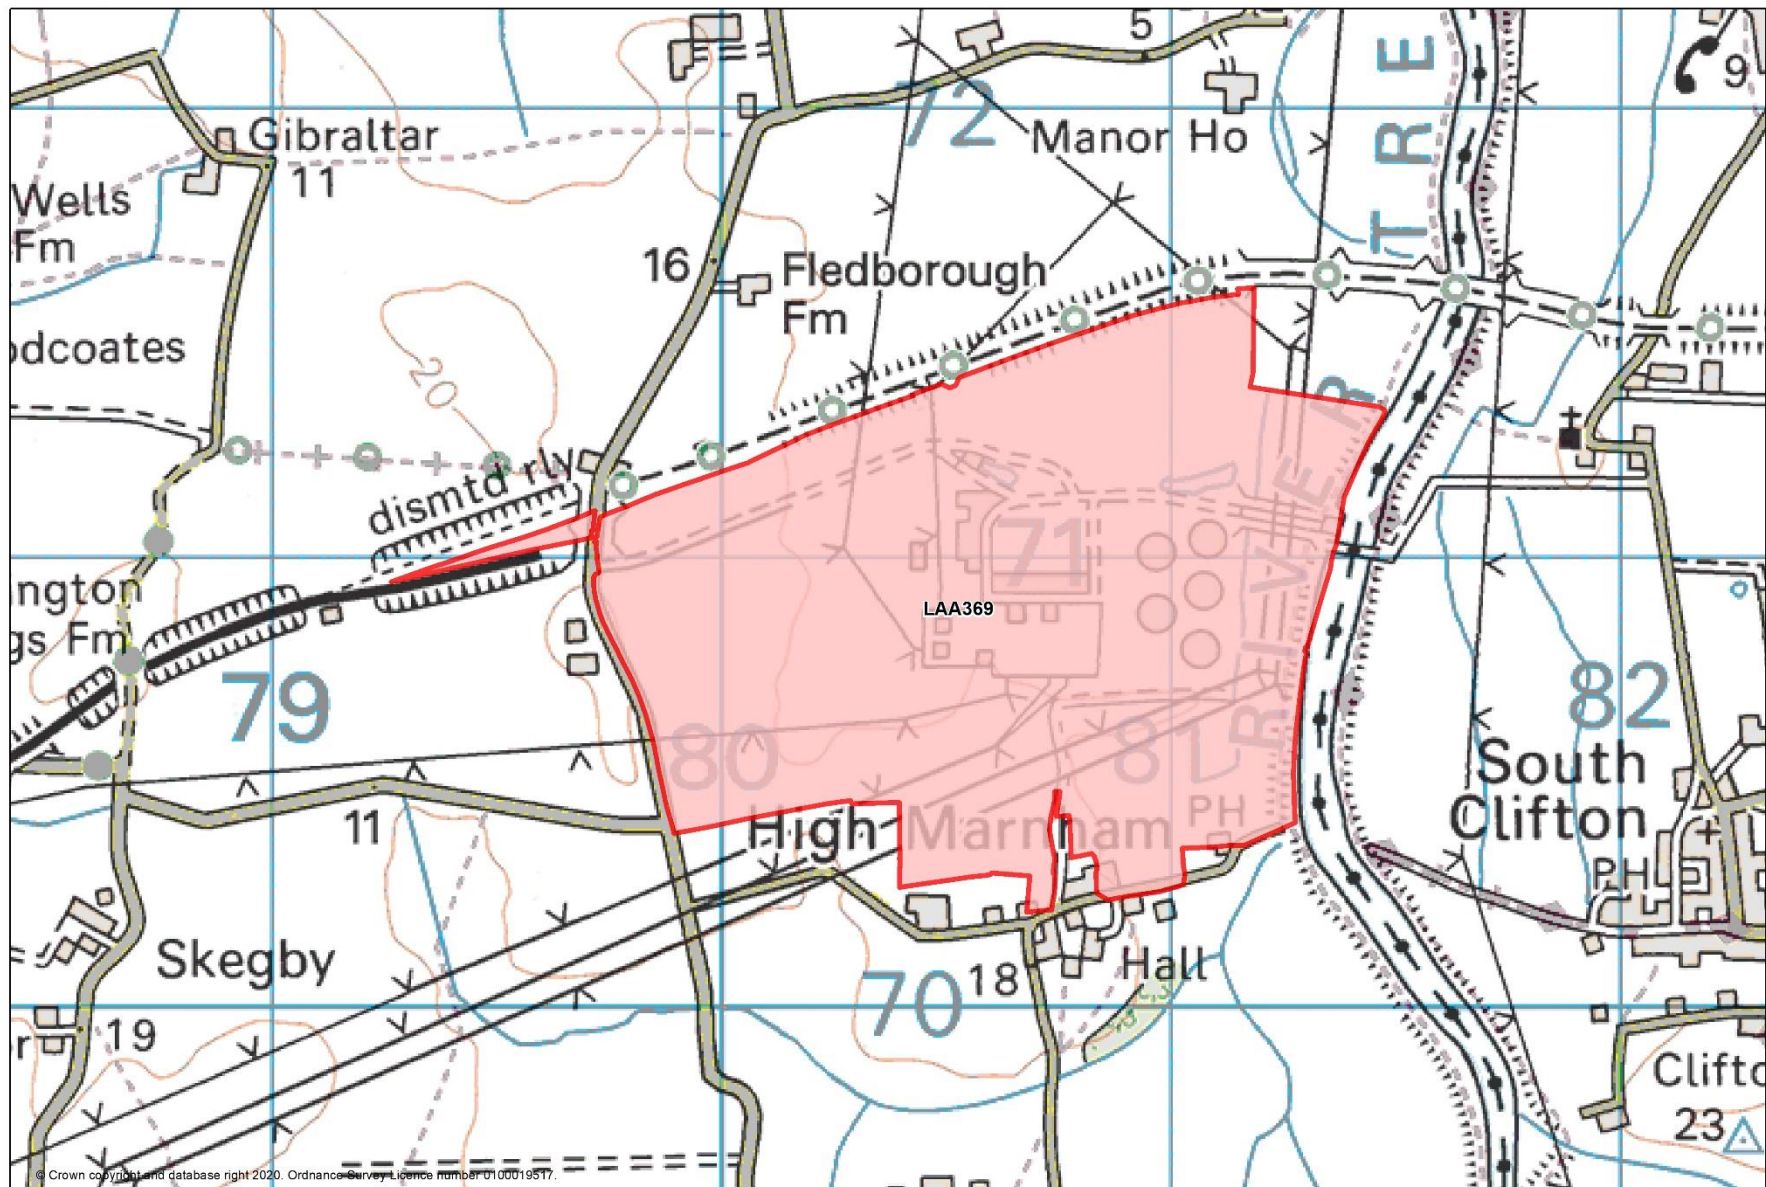 5
9
TRE
72
Manor Ho
Gibraltar
11
Wells
Fm
16
Fledborough
Fm
odcoates
20
dismtd rly
RIVER
71
ington
gs Fm
LAA369
79
80
81
82
South
Clifton
PH
11
High Marnham
PH
Skegby
Hall
18
70
19
r
Clifto
23
© Crown copyright and database right 2020. Ordnance Survey Licence number 0100019517.